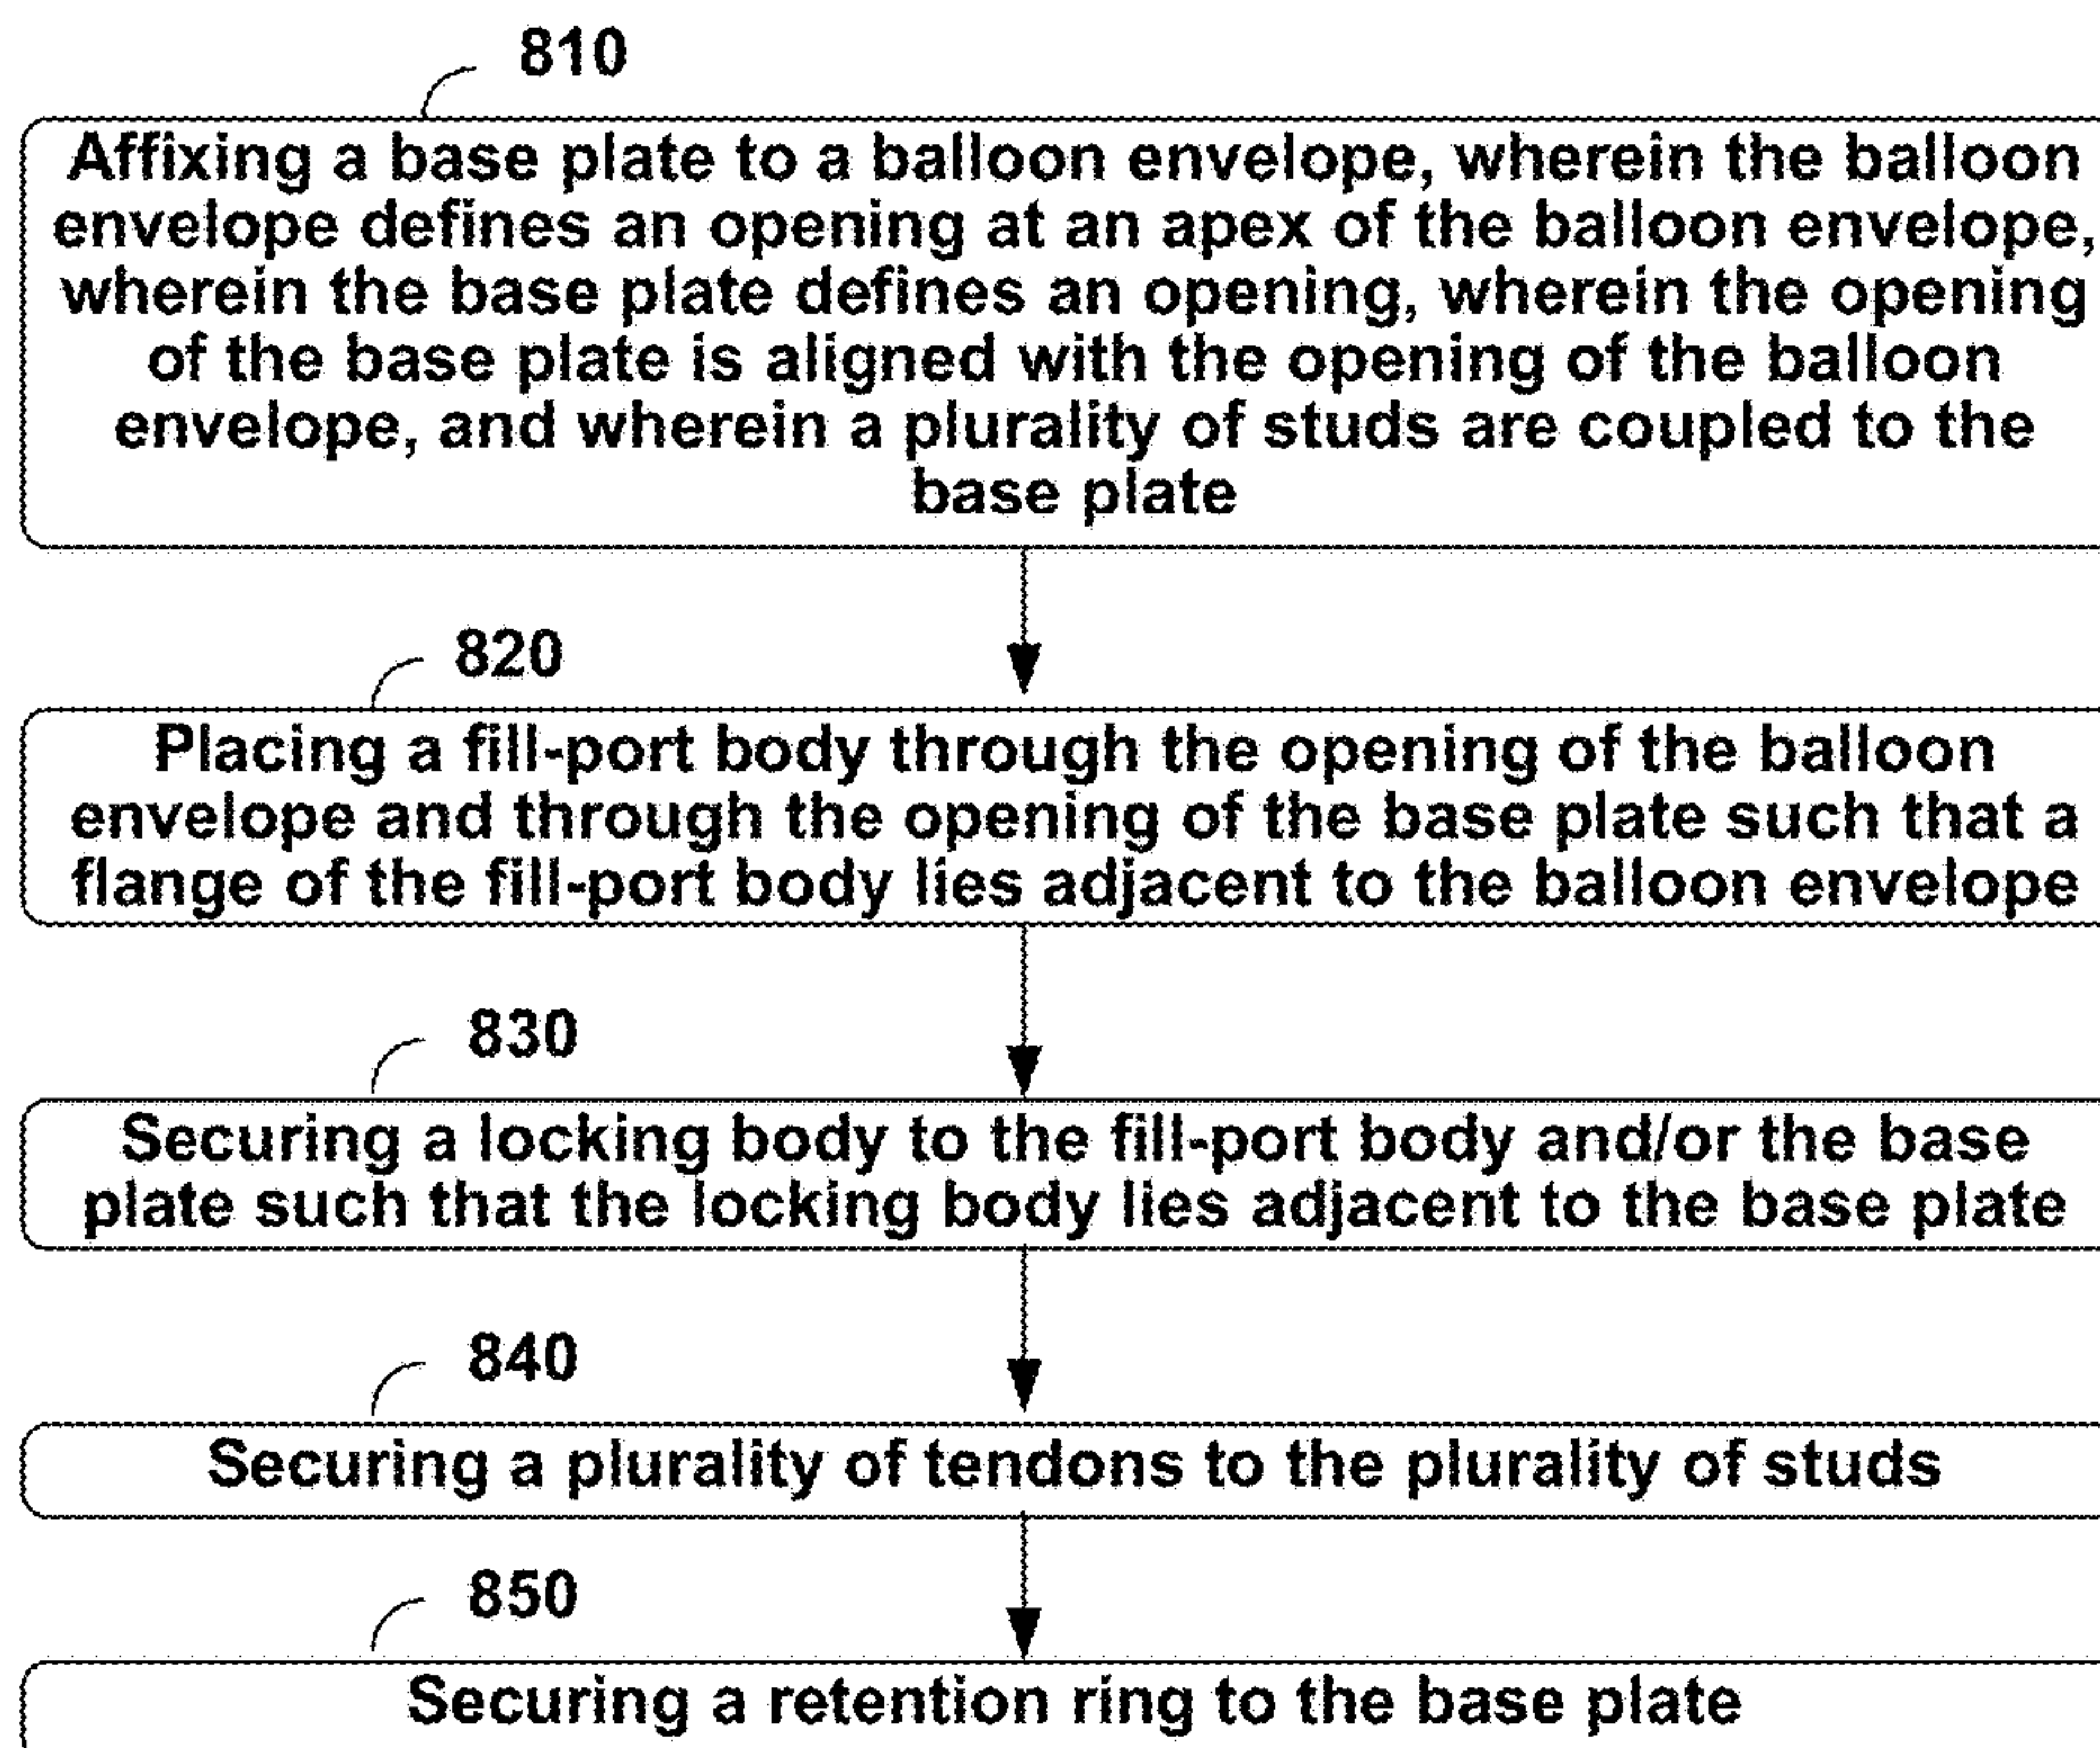 810
Affixing a base plate to a balloon envelope, wherein the balloon
envelope defines an opening at an apex of the balloon envelope,
wherein the base plate defines an opening, wherein the opening
of the base plate is aligned with the opening of the balloon
envelope, and wherein a plurality of studs are coupled to the
base plate
820
Placing a fill-port body through the opening of the balloon
envelope and through the opening of the base plate such that a
flange of the fill-port body lies adjacent to the balloon envelope
830
Securing a locking body to the fill-port body and/or the base
plate such that the locking body lies adjacent to the base plate
840
Securing a plurality of tendons to the plurality of studs
850
Securing a retention ring to the base plate